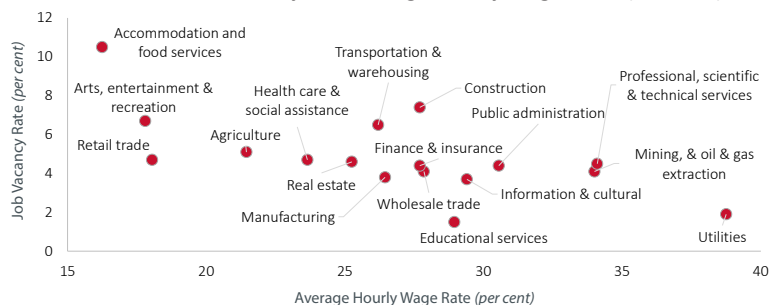 12
10
8
6
4
2
0
Job Vacancy Rate (per cent)
Accommodation and
food services
Transportation &
warehousing
Professional, scientific
& technical services
Arts, entertainment &
recreation
Health care &
social assistance
Construction
Public administration
Retail trade
Agriculture
Finance & insurance
Mining, & oil & gas
extraction
Real estate
Manufacturing
Wholesale trade
Information & cultural
Educational services
Utilities
15 20 25 30 35 40
Average Hourly Wage Rate (per cent)